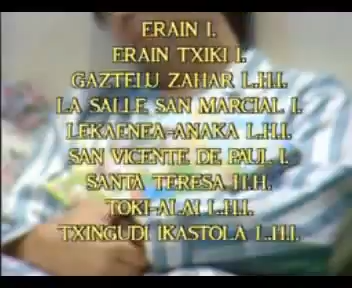 ERAIN I.
ERAIN TXIKI I.
GAZTELU ZAHAR L.H.I.
LA SALLE SAN MARCIAL I.
LEKAENEA-ANAKA L.H.I.
SAN VICENTE DE PAUL I.
SANTA TERESA H.H.
TOKI-ALAI L.H.I.
TXINGUDI IKASTOLA L.H.I.